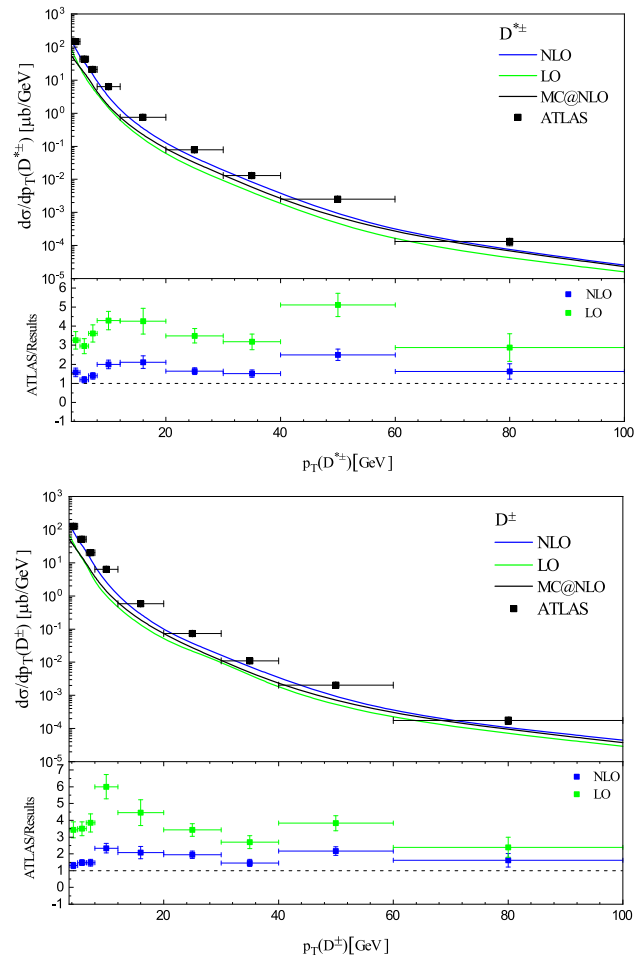 10³
10²
10¹
10⁰
10⁻¹
10⁻²
10⁻³
10⁻⁴
10⁻⁵
dσ/dp_T(D*±) [μb/GeV]
D*±
NLO
LO
MC@NLO
ATLAS
6
5
4
3
2
1
0
-1
ATLAS/Results
NLO
LO
20 40 60 80 100
p_T(D*±)[GeV]
10³
10²
10¹
10⁰
10⁻¹
10⁻²
10⁻³
10⁻⁴
10⁻⁵
dσ/dp_T(D±) [μb/GeV]
D±
NLO
LO
MC@NLO
ATLAS
7
6
5
4
3
2
1
0
-1
ATLAS/Results
NLO
LO
20 40 60 80 100
p_T(D±)[GeV]